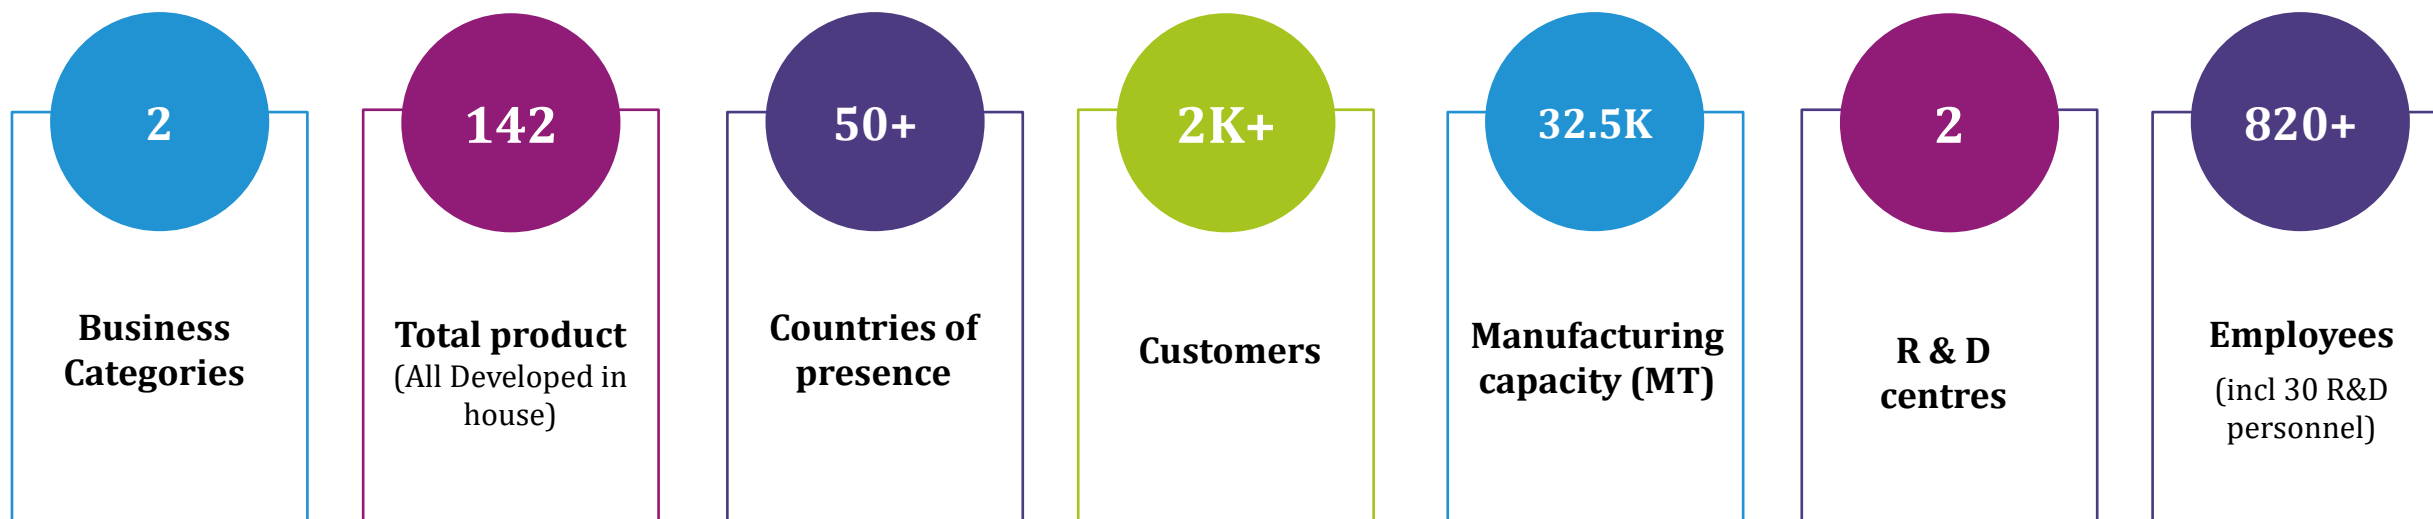 2
Business
Categories
142
Total product
(All Developed in
house)
50+
Countries of
presence
2K+
Customers
32.5K
Manufacturing
capacity (MT)
2
R & D
centres
820+
Employees
(incl 30 R&D
personnel)